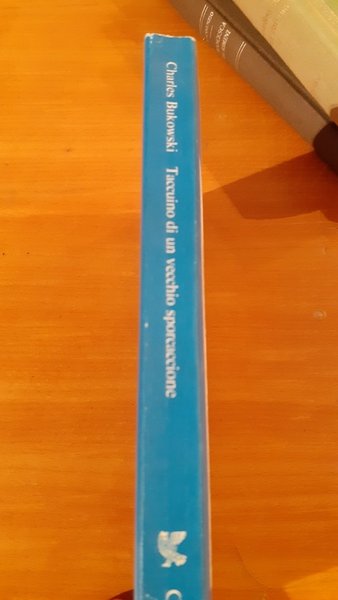 Charles Bukowski Taccuino di un vecchio sporcaccione